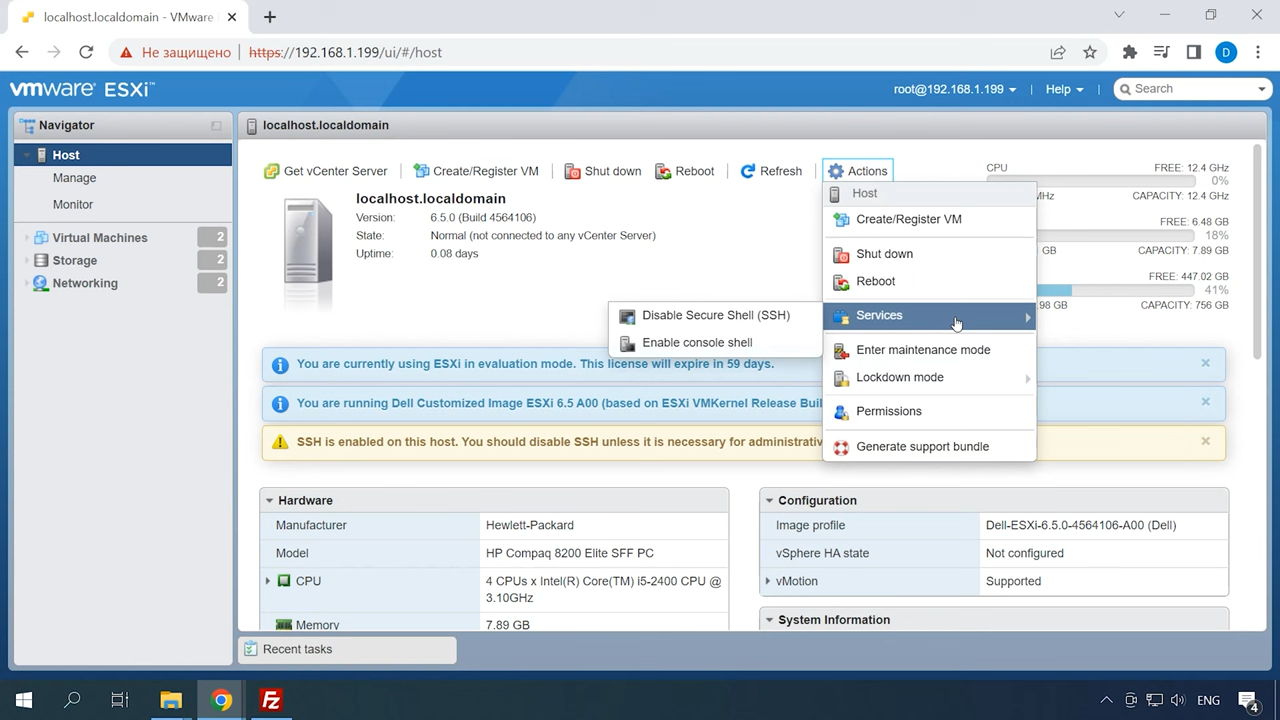 localhost.localdomain - VMware
Не защищено
https://192.168.1.199/ui/#/host
D
vmware ESXi™
root@192.168.1.199
Help
Search
Navigator
Host
Manage
Monitor
Virtual Machines 2
Storage 2
Networking 2
localhost.localdomain
Get vCenter Server
Create/Register VM
Shut down
Reboot
Refresh
Actions
localhost.localdomain
Version: 6.5.0 (Build 4564106)
State: Normal (not connected to any vCenter Server)
Uptime: 0.08 days
CPU FREE: 12.4 GHz
0%
MHz CAPACITY: 12.4 GHz
FREE: 6.48 GB
18%
GB CAPACITY: 7.89 GB
FREE: 447.02 GB
41%
.98 GB CAPACITY: 756 GB
Host
Create/Register VM
Shut down
Reboot
Services
Enter maintenance mode
Lockdown mode
Permissions
Generate support bundle
Disable Secure Shell (SSH)
Enable console shell
You are currently using ESXi in evaluation mode. This license will expire in 59 days.
You are running Dell Customized Image ESXi 6.5 A00 (based on ESXi VMKernel Release Buil
SSH is enabled on this host. You should disable SSH unless it is necessary for administrativ
Hardware
Manufacturer Hewlett-Packard
Model HP Compaq 8200 Elite SFF PC
CPU 4 CPUs x Intel(R) Core(TM) i5-2400 CPU @
3.10GHz
Memory 7.89 GB
Configuration
Image profile Dell-ESXi-6.5.0-4564106-A00 (Dell)
vSphere HA state Not configured
vMotion Supported
System Information
Recent tasks
Fz
ENG
4